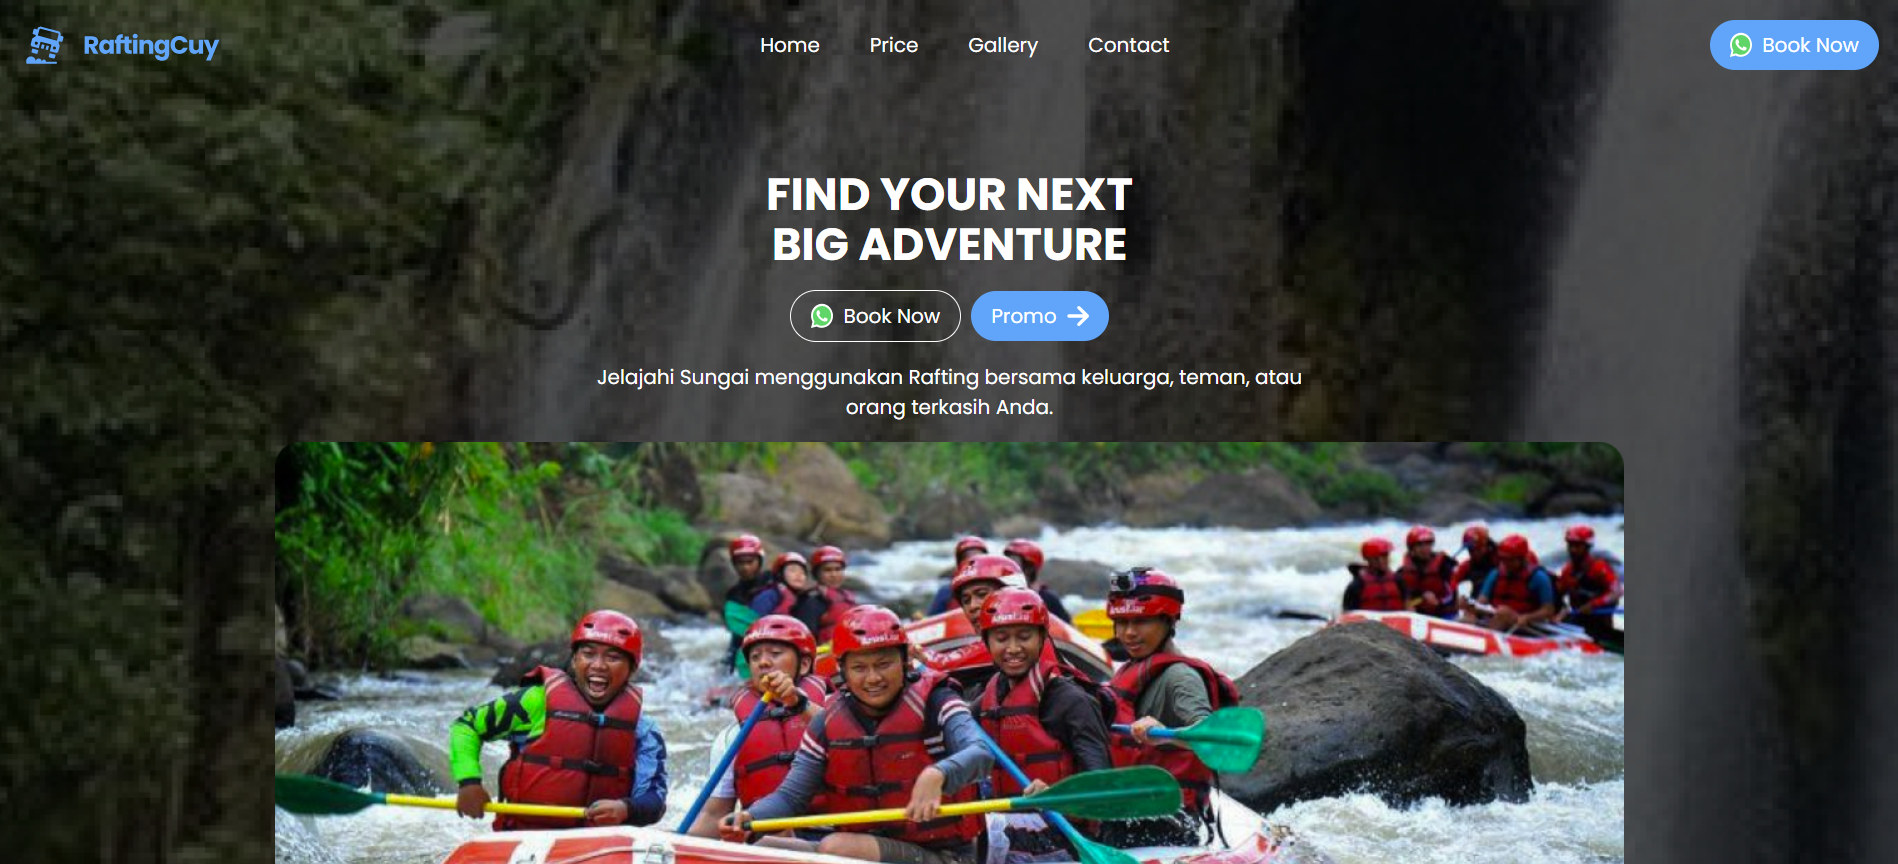 RaftingCuy
Home
Price
Gallery
Contact
Book Now
FIND YOUR NEXT
BIG ADVENTURE
Book Now
Promo
Jelajahi Sungai menggunakan Rafting bersama keluarga, teman, atau
orang terkasih Anda.